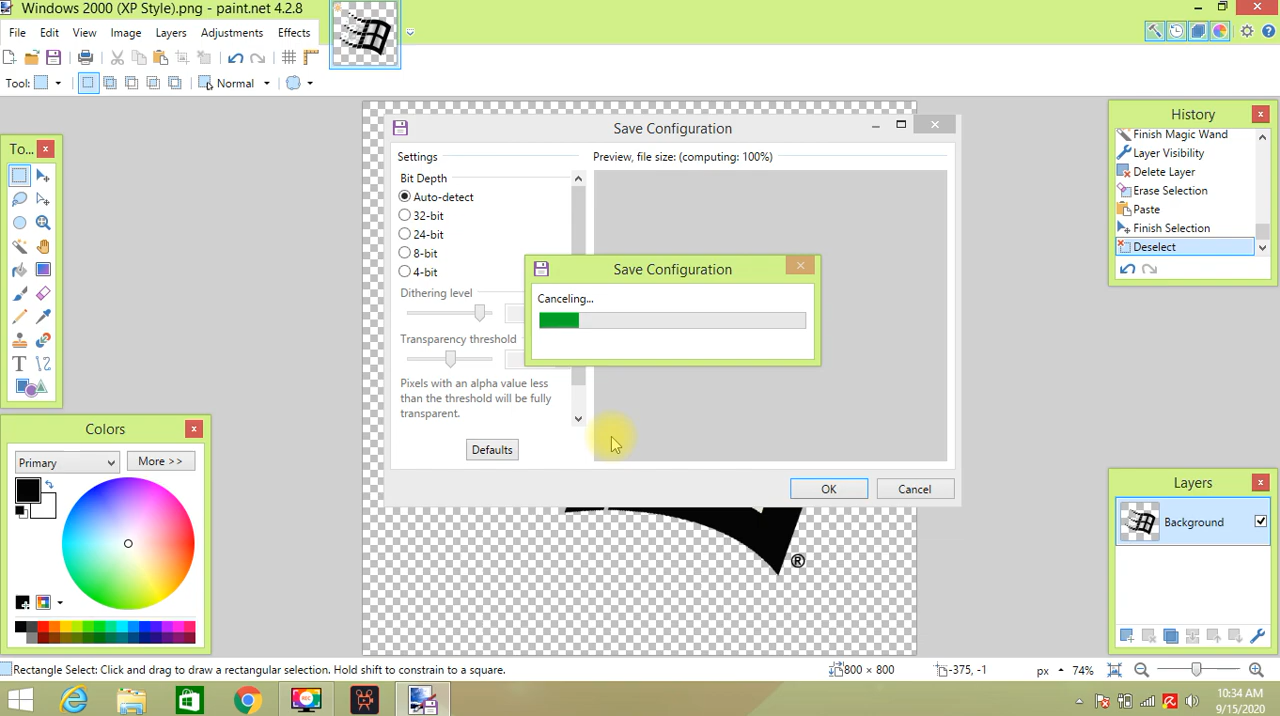 Windows 2000 (XP Style).png - paint.net 4.2.8
File Edit View Image Layers Adjustments Effects
Tool: Normal
To...
History
Finish Magic Wand
Layer Visibility
Delete Layer
Erase Selection
Paste
Finish Selection
Deselect
Save Configuration
Settings
Preview, file size: (computing: 100%)
Bit Depth
Auto-detect
32-bit
24-bit
8-bit
4-bit
Dithering level
Transparency threshold
Pixels with an alpha value less
than the threshold will be fully
transparent.
Defaults
OK Cancel
Save Configuration
Canceling...
®
Colors
Primary More >>
Layers
Background
Rectangle Select: Click and drag to draw a rectangular selection. Hold shift to constrain to a square. 800 × 800 -375, -1 px 74%
REC
10:34 AM
9/15/2020